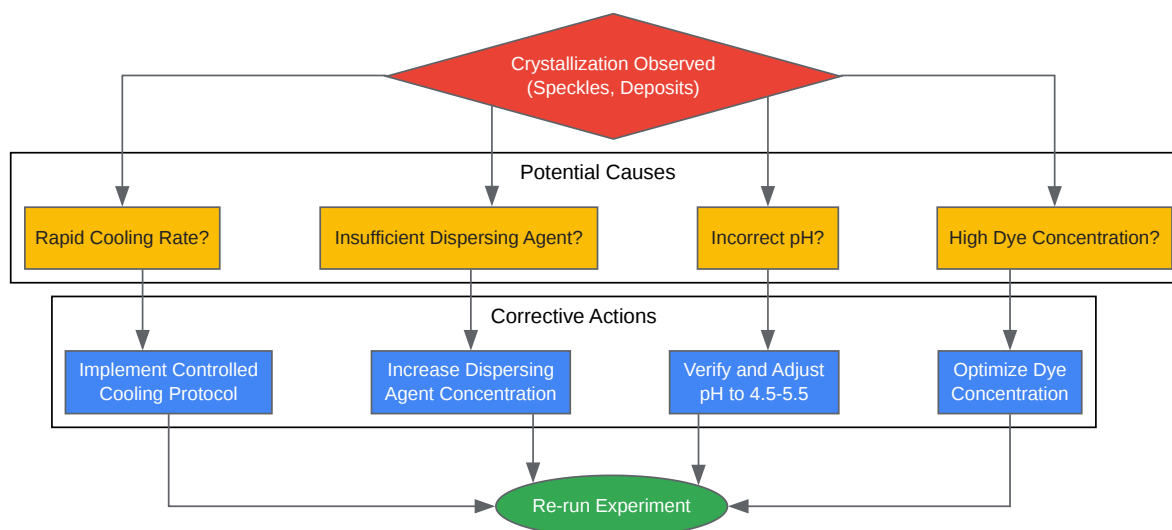 Crystallization Observed
(Speckles, Deposits)
Potential Causes
Rapid Cooling Rate?
Insufficient Dispersing Agent?
Incorrect pH?
High Dye Concentration?
Corrective Actions
Implement Controlled
Cooling Protocol
Increase Dispersing
Agent Concentration
Verify and Adjust
pH to 4.5-5.5
Optimize Dye
Concentration
Re-run Experiment